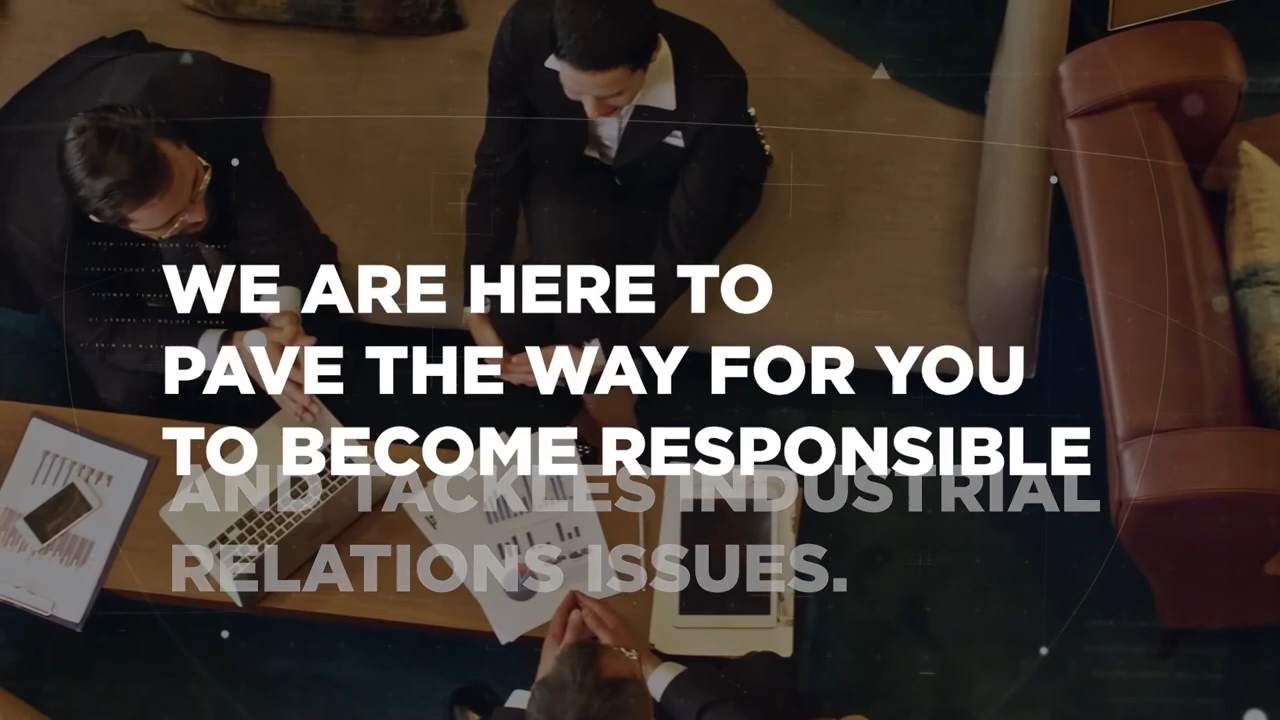 WE ARE HERE TO
PAVE THE WAY FOR YOU
TO BECOME RESPONSIBLE
AND TACKLES INDUSTRIAL
RELATIONS ISSUES.